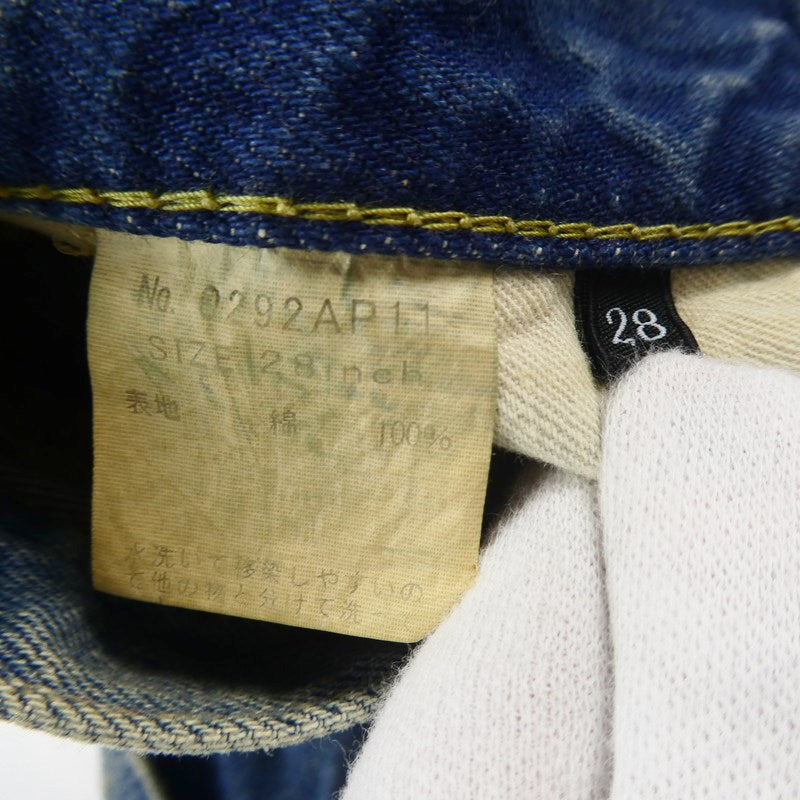 No. 0292AP11
SIZE 28inch
表地 綿 100%
水洗いで移染しやすいの
で他の物と分けて洗っ
28